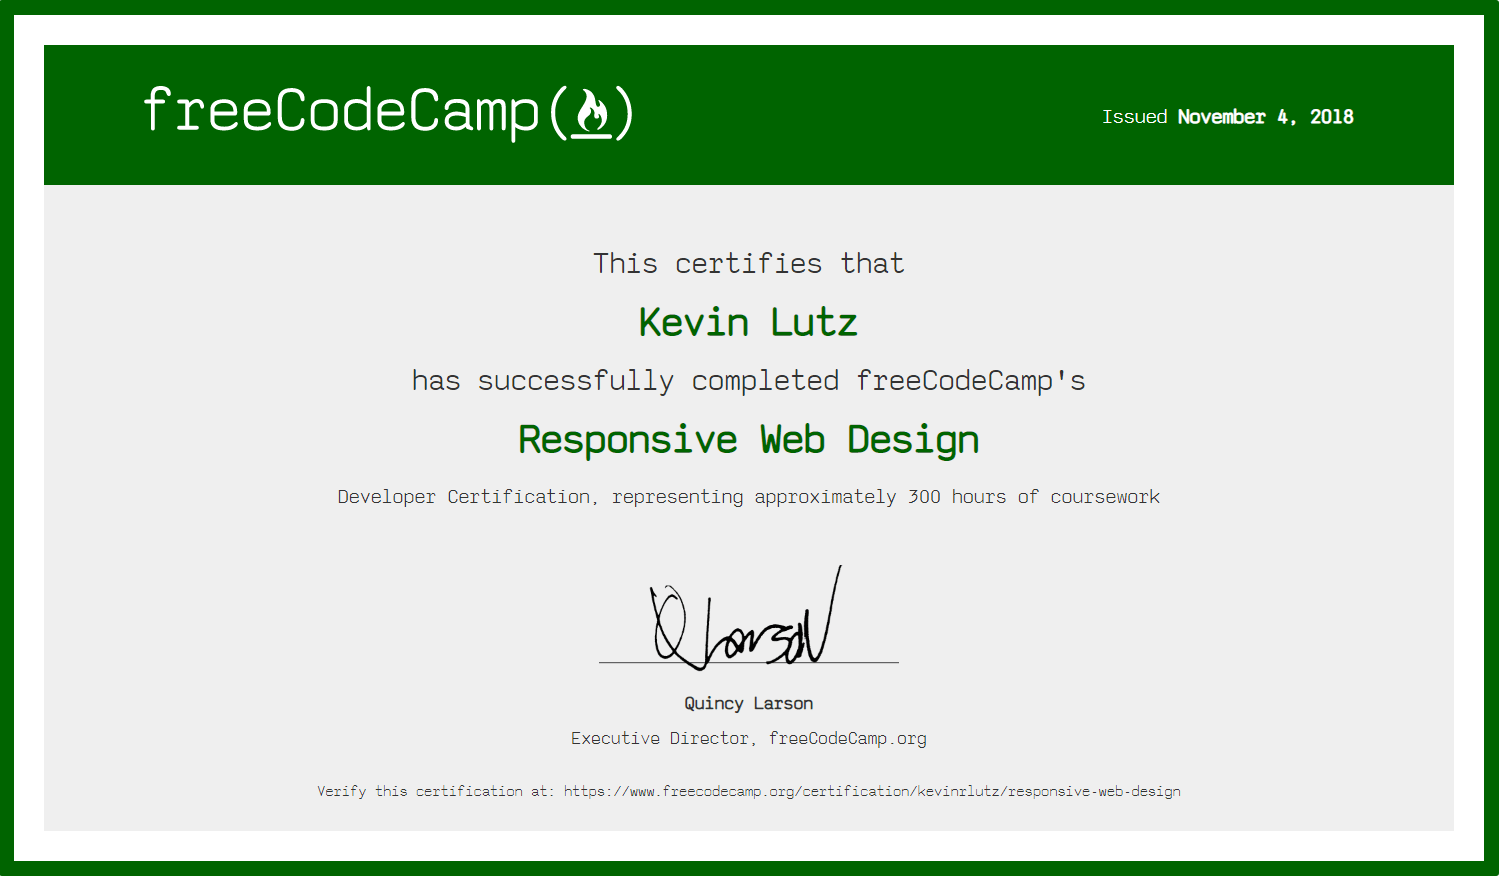 freeCodeCamp(🔥)
Issued November 4, 2018
This certifies that
Kevin Lutz
has successfully completed freeCodeCamp's
Responsive Web Design
Developer Certification, representing approximately 300 hours of coursework
Q Larson
Quincy Larson
Executive Director, freeCodeCamp.org
Verify this certification at: https://www.freecodecamp.org/certification/kevinrlutz/responsive-web-design